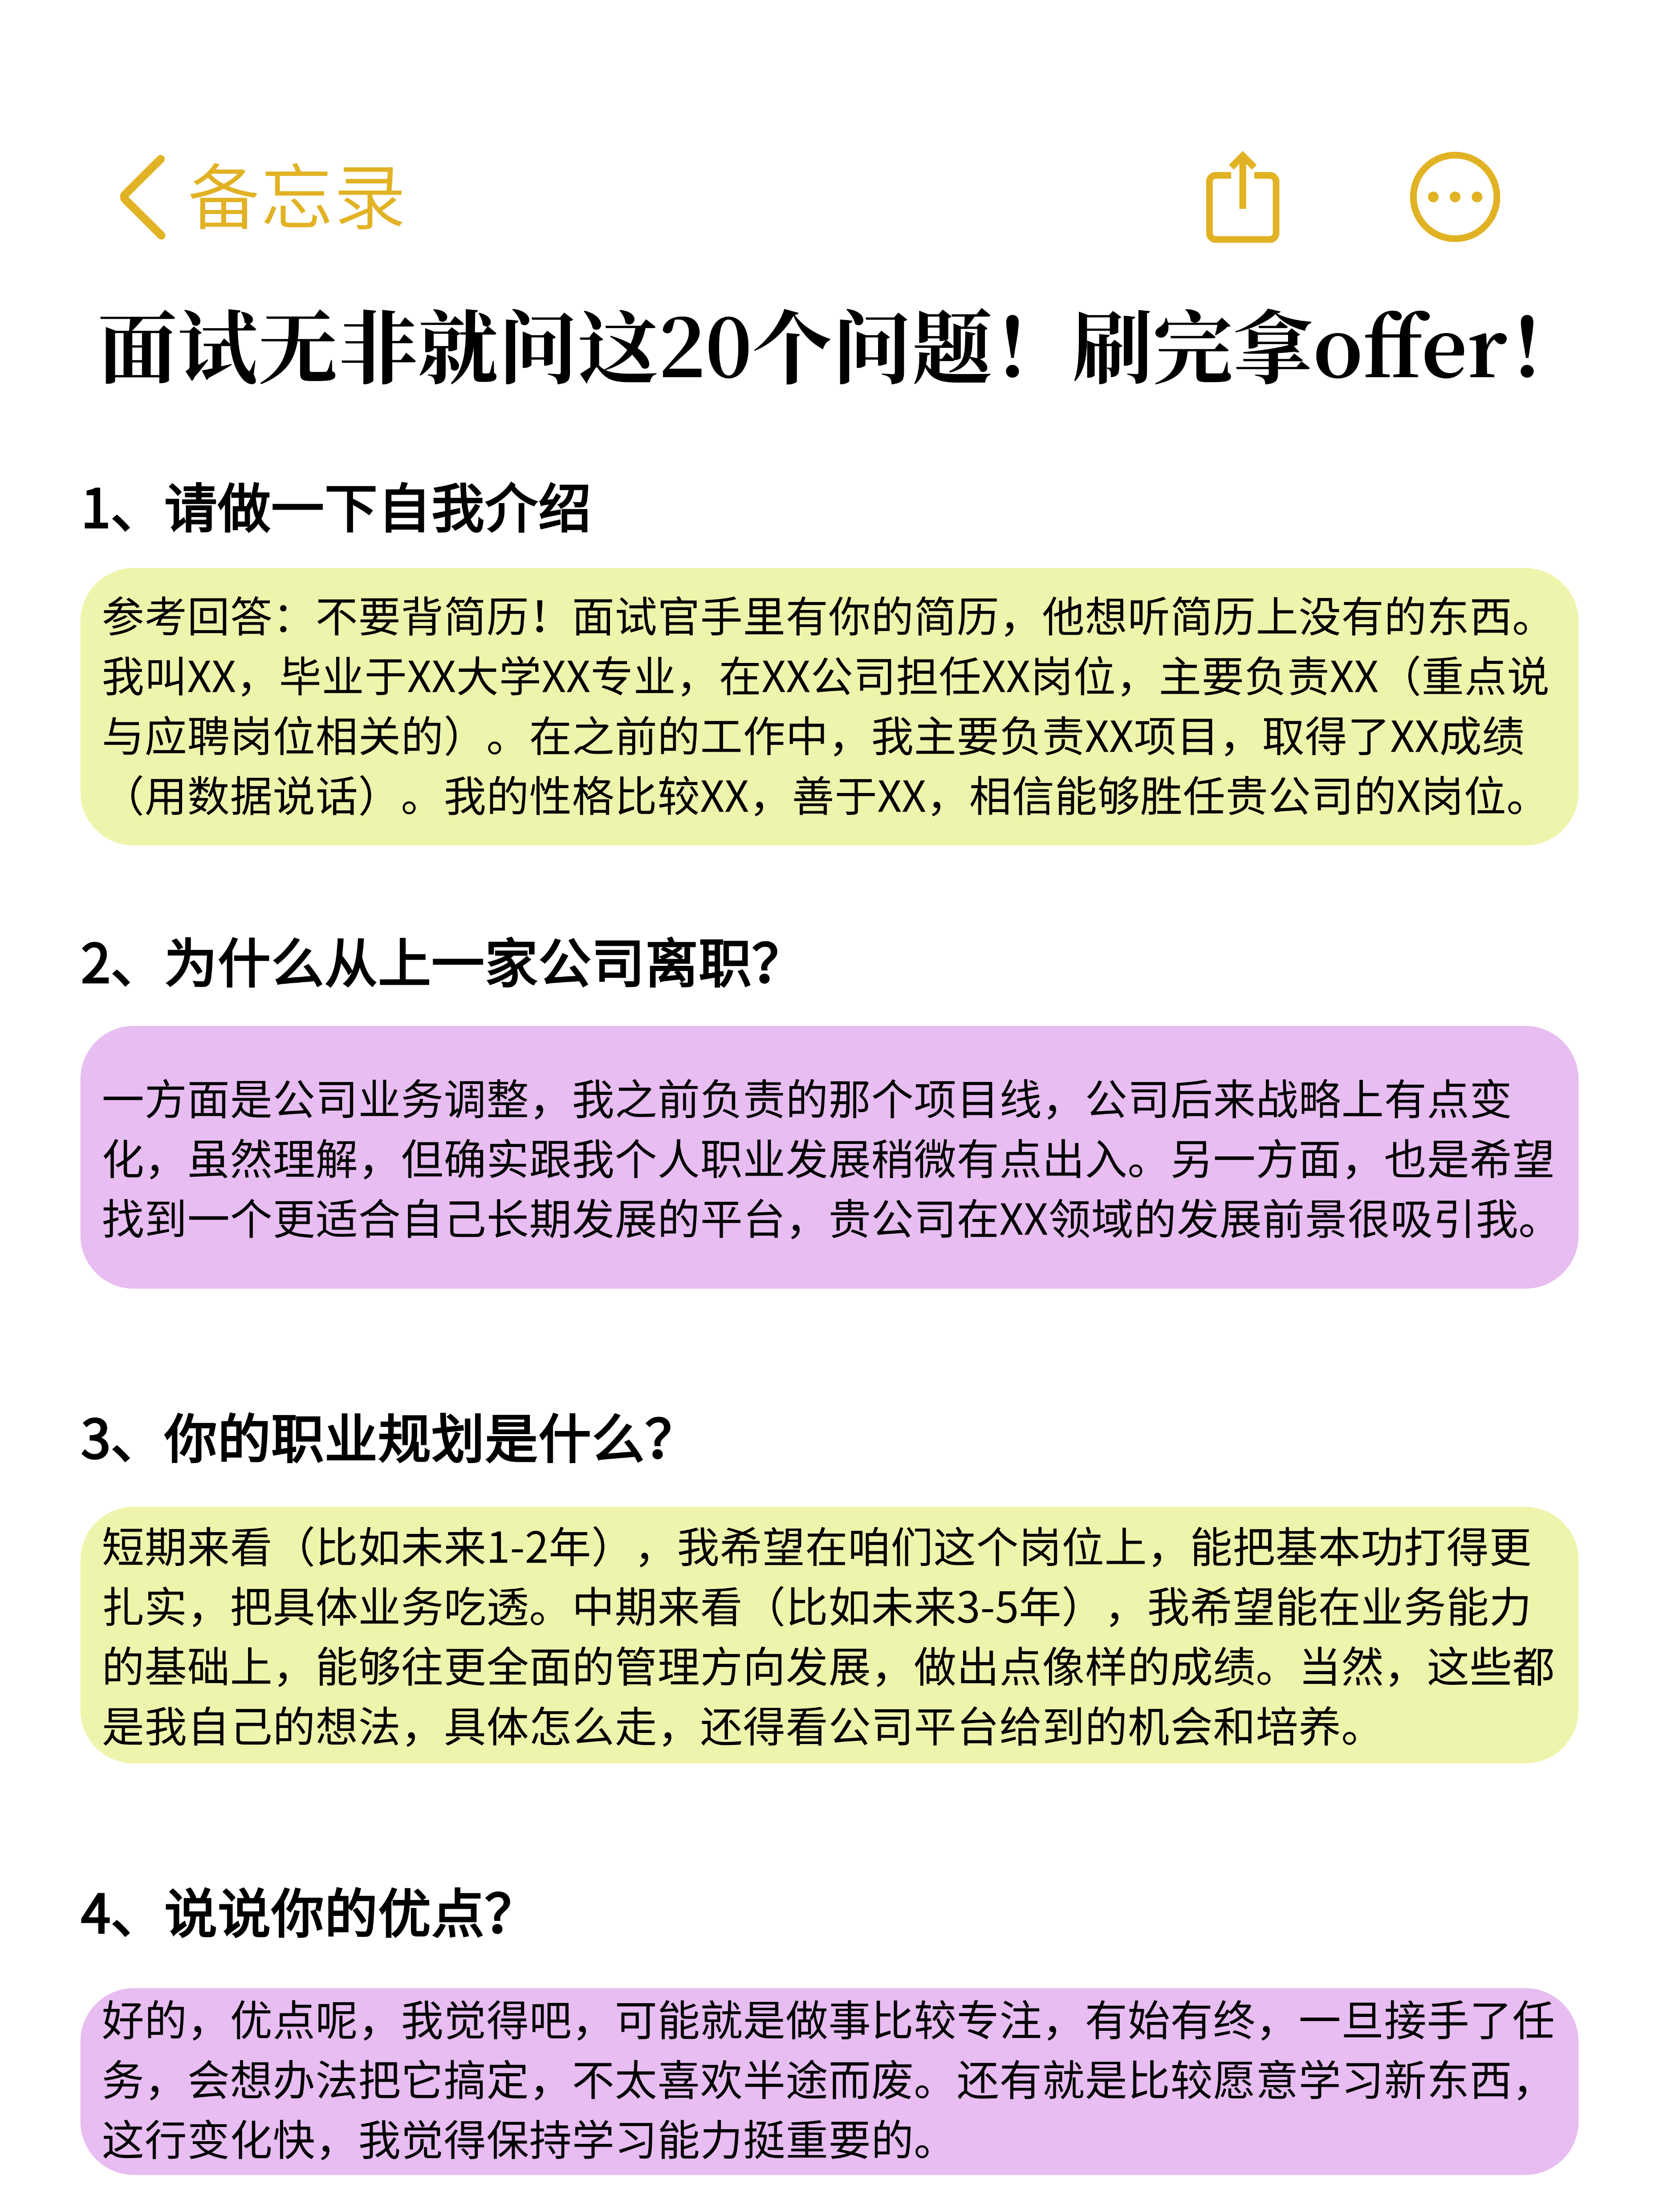 备忘录
面试无非就问这20个问题！刷完拿offer！
1、请做一下自我介绍
参考回答：不要背简历！面试官手里有你的简历，他想听简历上没有的东西。
我叫XX，毕业于XX大学XX专业，在XX公司担任XX岗位，主要负责XX（重点说
与应聘岗位相关的）。在之前的工作中，我主要负责XX项目，取得了XX成绩
（用数据说话）。我的性格比较XX，善于XX，相信能够胜任贵公司的X岗位。
2、为什么从上一家公司离职？
一方面是公司业务调整，我之前负责的那个项目线，公司后来战略上有点变
化，虽然理解，但确实跟我个人职业发展稍微有点出入。另一方面，也是希望
找到一个更适合自己长期发展的平台，贵公司在XX领域的发展前景很吸引我。
3、你的职业规划是什么？
短期来看（比如未来1-2年），我希望在咱们这个岗位上，能把基本功打得更
扎实，把具体业务吃透。中期来看（比如未来3-5年），我希望能在业务能力
的基础上，能够往更全面的管理方向发展，做出点像样的成绩。当然，这些都
是我自己的想法，具体怎么走，还得看公司平台给到的机会和培养。
4、说说你的优点？
好的，优点呢，我觉得吧，可能就是做事比较专注，有始有终，一旦接手了任
务，会想办法把它搞定，不太喜欢半途而废。还有就是比较愿意学习新东西，
这行变化快，我觉得保持学习能力挺重要的。